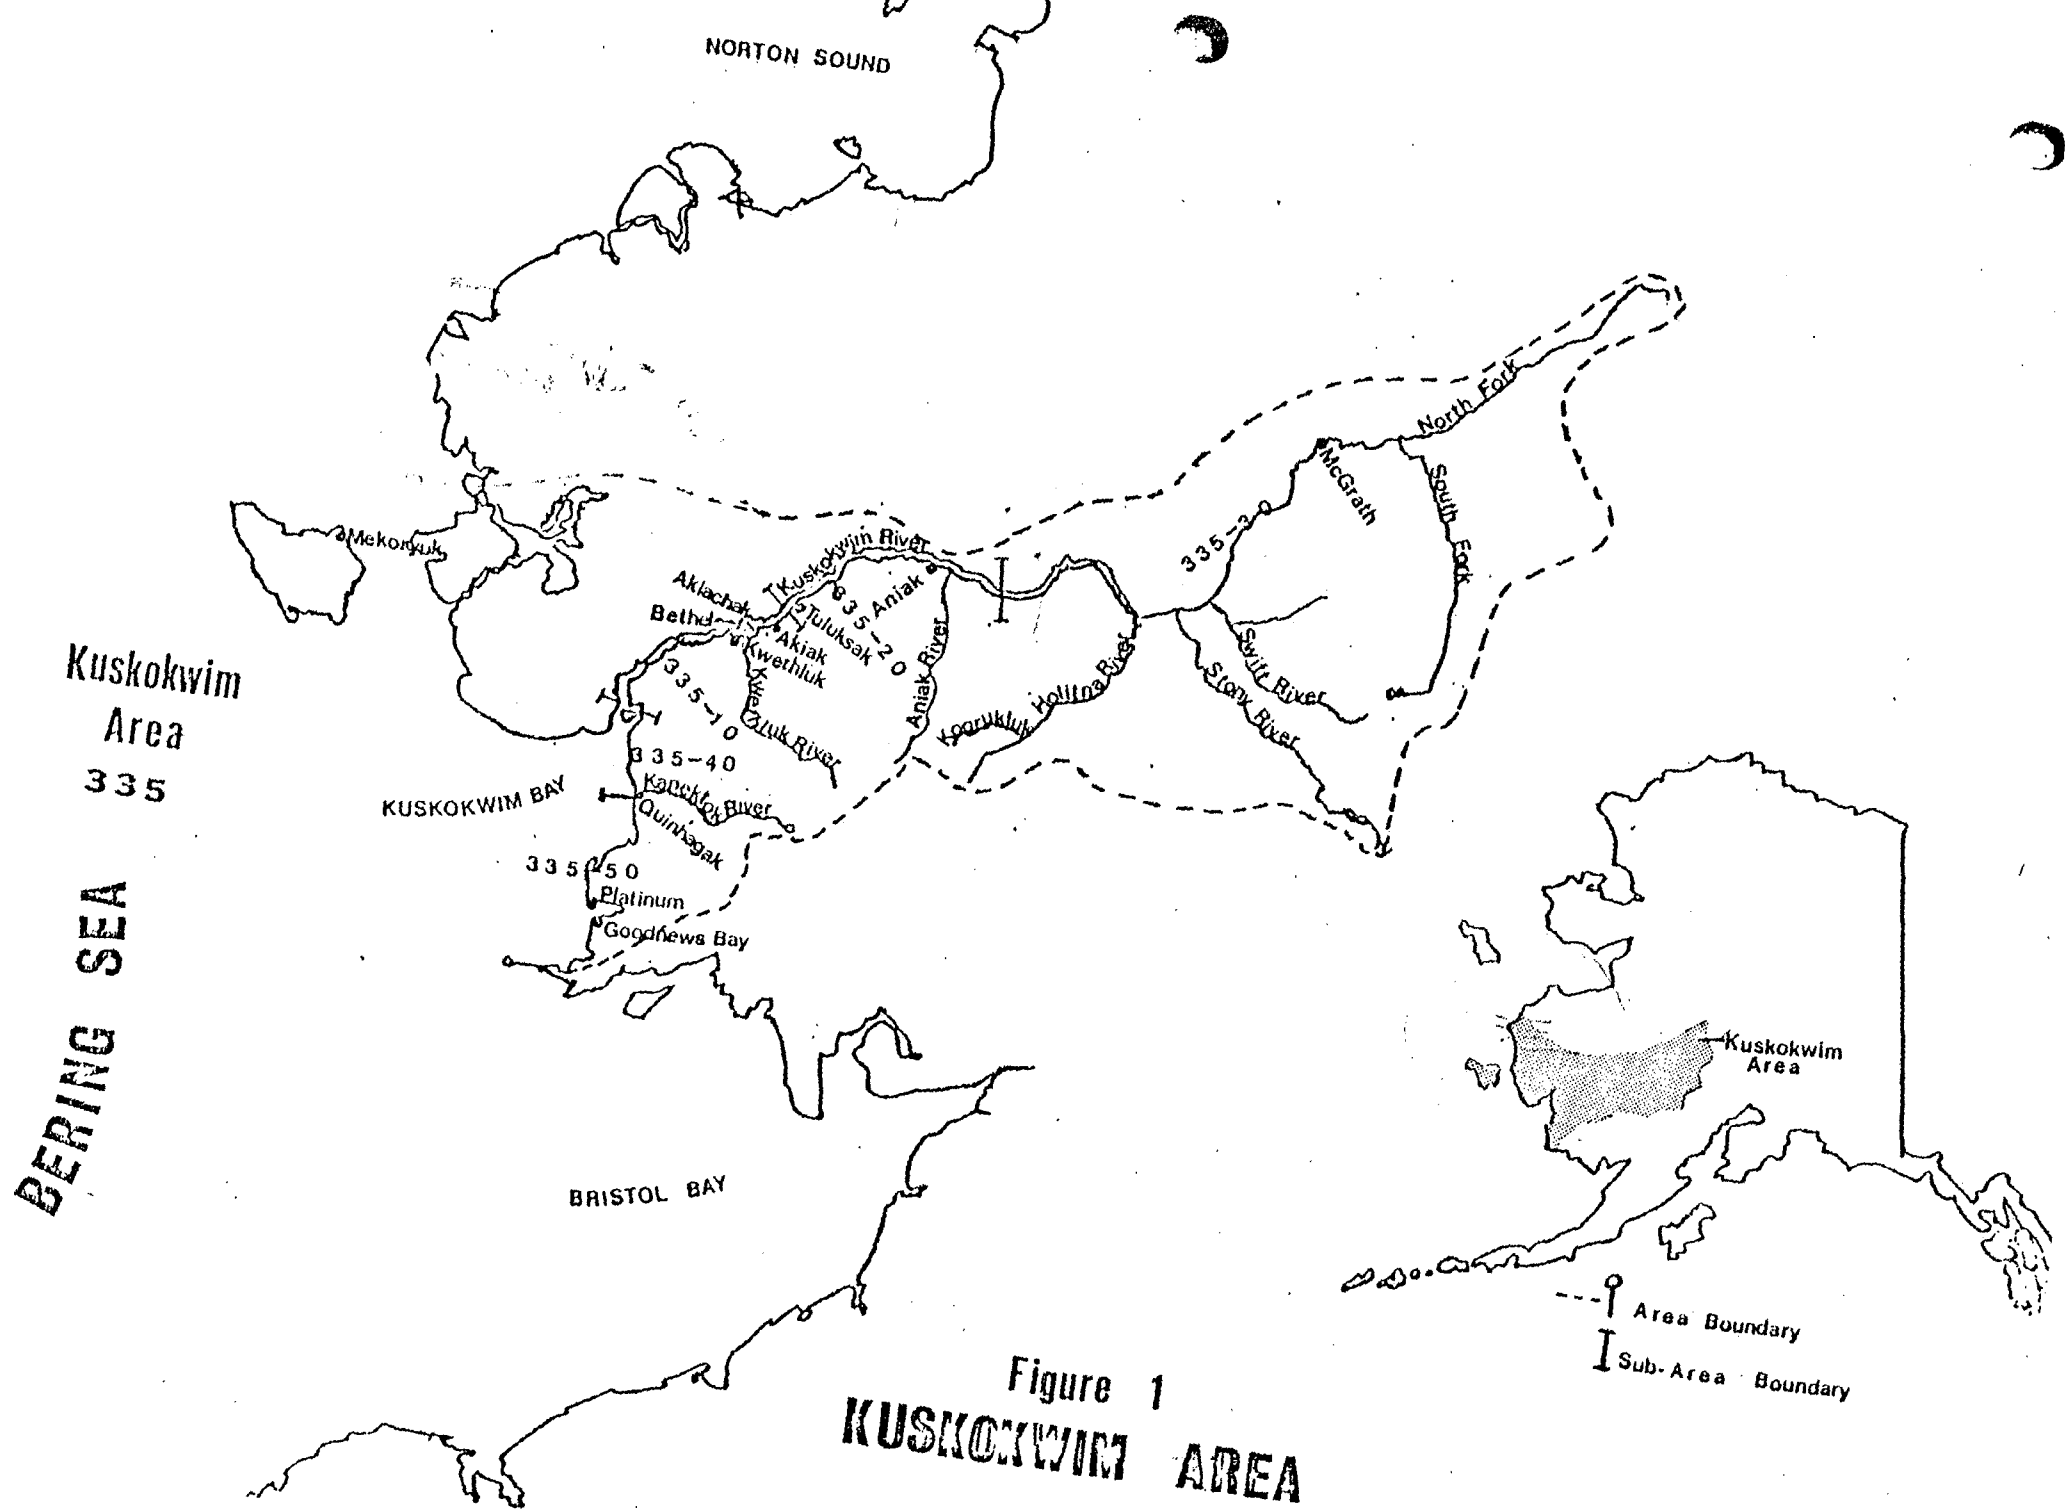 NORTON SOUND
North Fork
McGrath
South Fork
335-30
Mekoryuk
Kuskokwim River
Aklachak
Bethel
Tuluksak
335-20
Aniak
Akiak
Kwethluk
Aniak River
Holitna River
Swift River
Stony River
335-10
River
335-40
River
Quinhagak
KUSKOKWIM BAY
335-50
Platinum
Goodnews Bay
Kuskokwim
Area
335
BERING SEA
BRISTOL BAY
Kuskokwim
Area
Area Boundary
Sub-Area Boundary
Figure 1
KUSKOKWIM AREA